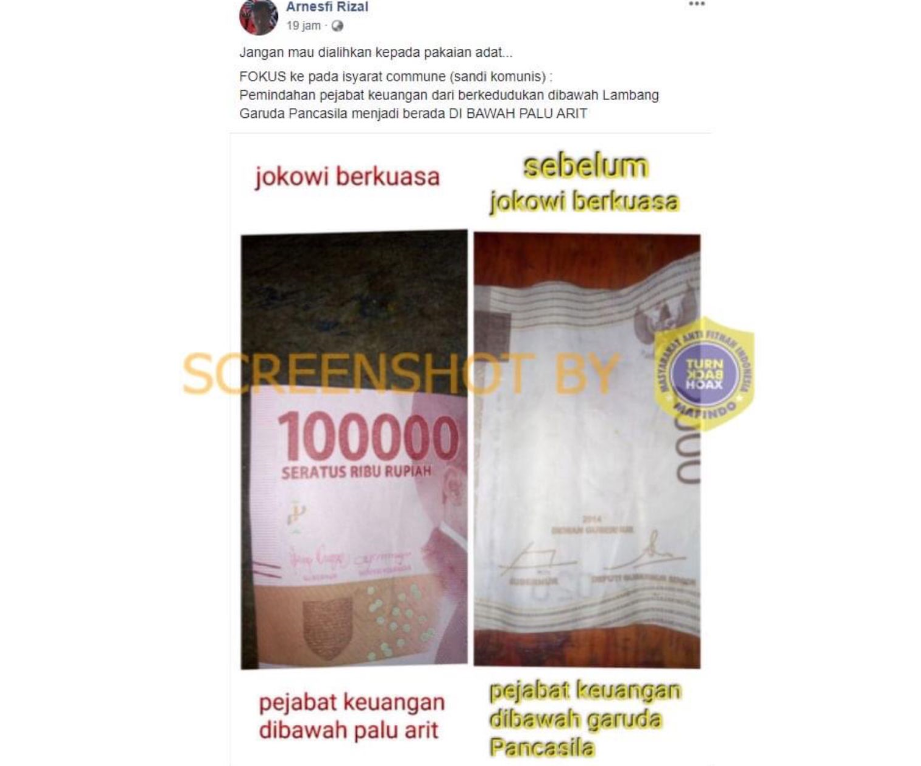 Arnesfi Rizal
19 jam ·
Jangan mau dialihkan kepada pakaian adat...
FOKUS ke pada isyarat commune (sandi komunis) :
Pemindahan pejabat keuangan dari berkedudukan dibawah Lambang
Garuda Pancasila menjadi berada DI BAWAH PALU ARIT
jokowi berkuasa
sebelum
jokowi berkuasa
SCREENSHOT BY
MASYARAKAT ANTI FITNAH INDONESIA
TURN
BACK
HOAX
MAFINDO
100000
SERATUS RIBU RUPIAH
000
2014
DEWAN GUBERNUR
GUBERNUR
DEPUTI GUBERNUR SENIOR
pejabat keuangan
dibawah palu arit
pejabat keuangan
dibawah garuda
Pancasila